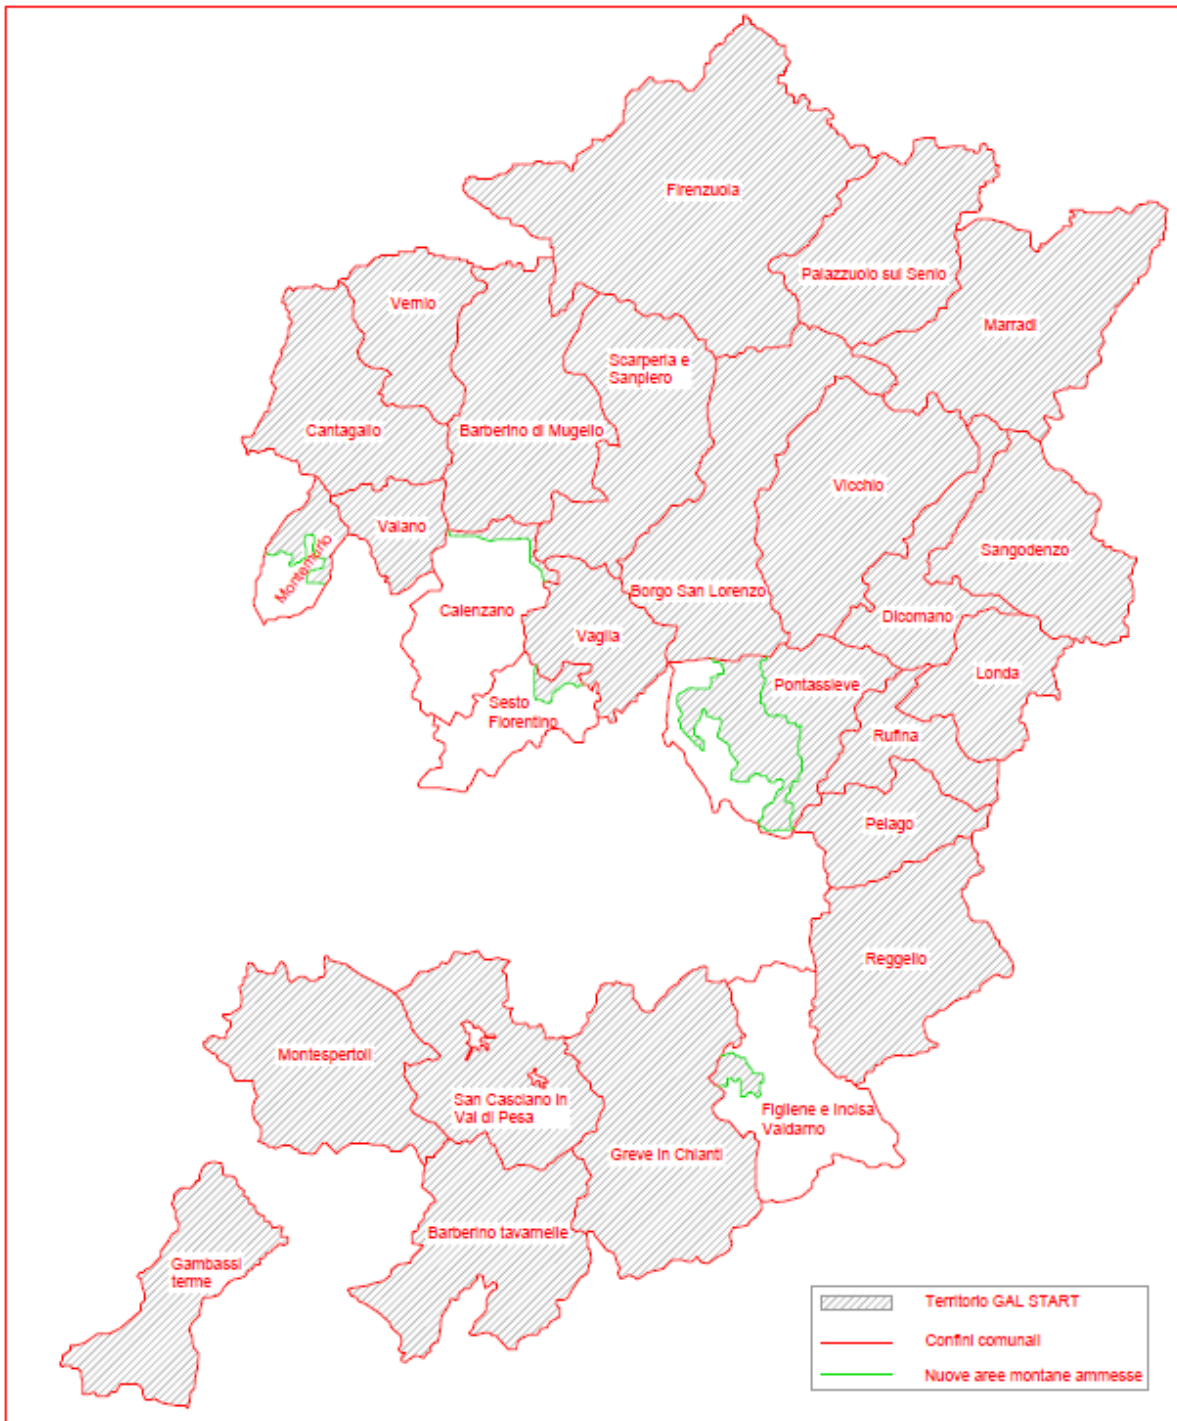 Firenzuola
Palazzuolo sul Senio
Vernio
Marradi
Scarperia e
Sanpiero
Cantagallo
Barberino di Mugello
Vicchio
Vaiano
Sangodenzo
Montemurlo
Borgo San Lorenzo
Calenzano
Dicomano
Vaglia
Londa
Pontassieve
Sesto
Fiorentino
Rufina
Pelago
Reggello
Montespertoli
San Casciano in
Val di Pesa
Figliene e Incisa
Valdarno
Greve in Chianti
Barberino tavarnelle
Gambassi
terme
Territorio GAL START
Confini comunali
Nuove aree montane ammesse